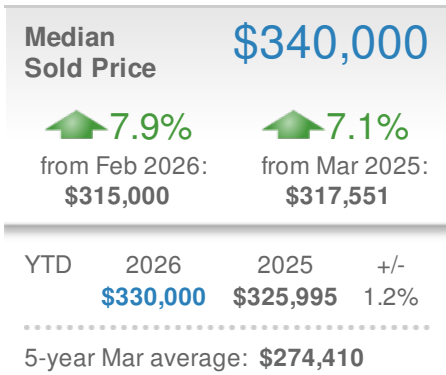 Median $340,000
Sold Price
7.9% 7.1%
from Feb 2026: from Mar 2025:
$315,000 $317,551
YTD 2026 2025 +/-
$330,000 $325,995 1.2%
5-year Mar average: $274,410